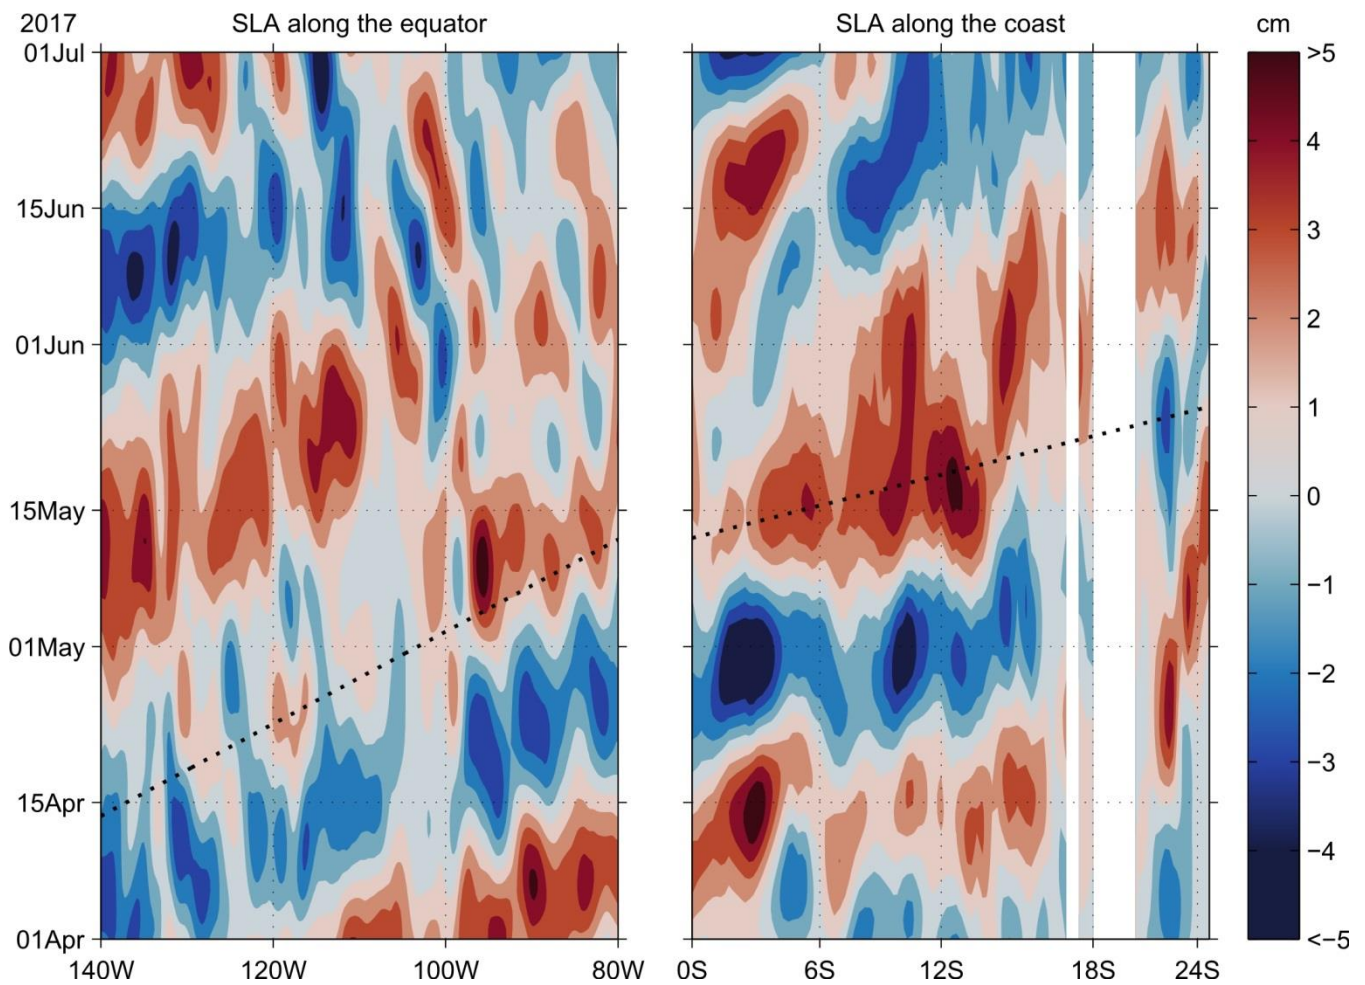 2017 SLA along the equator SLA along the coast cm
01Jul
15Jun
01Jun
15May
01May
15Apr
01Apr
140W 120W 100W 80W
0S 6S 12S 18S 24S
>5
4
3
2
1
0
−1
−2
−3
−4
<−5